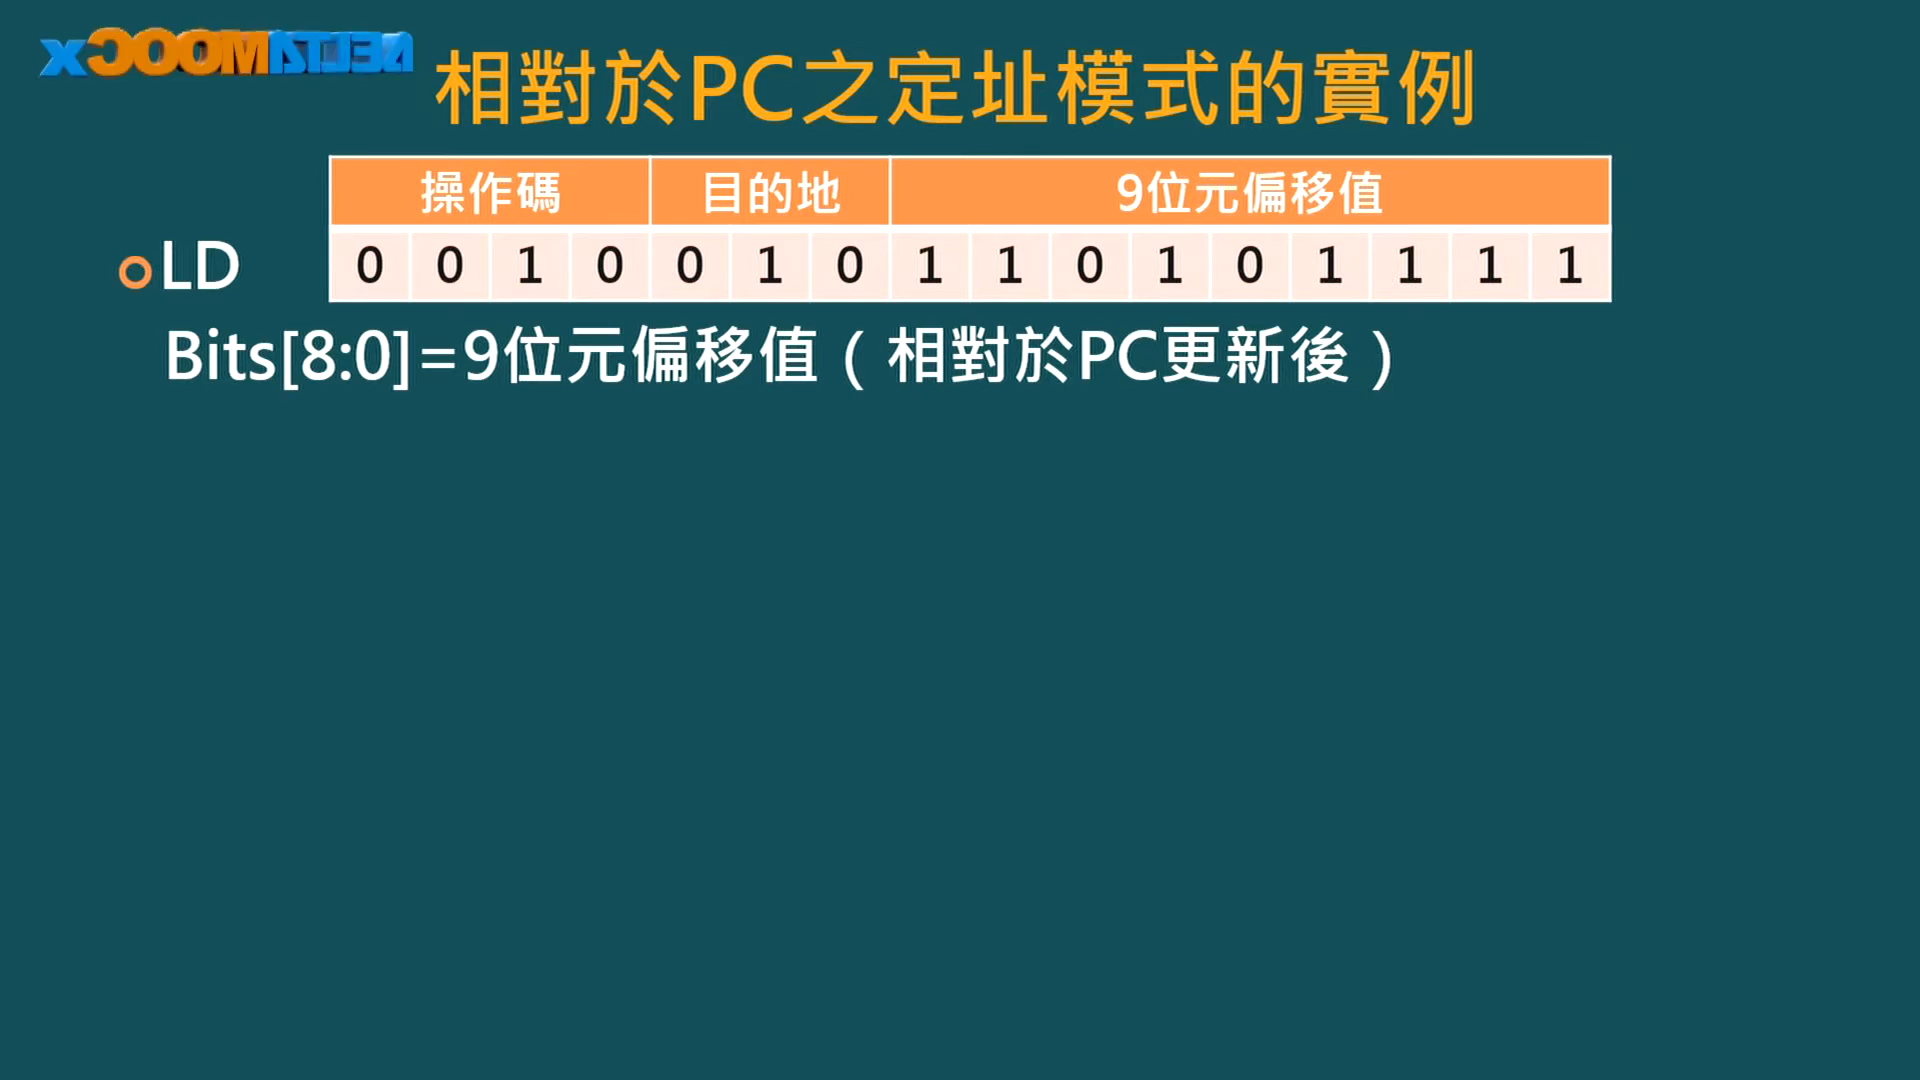 DELTAMOOCx
相對於PC之定址模式的實例
操作碼 目的地 9位元偏移值
LD 0 0 1 0 0 1 0 1 1 0 1 0 1 1 1 1
Bits[8:0]=9位元偏移值（相對於PC更新後）